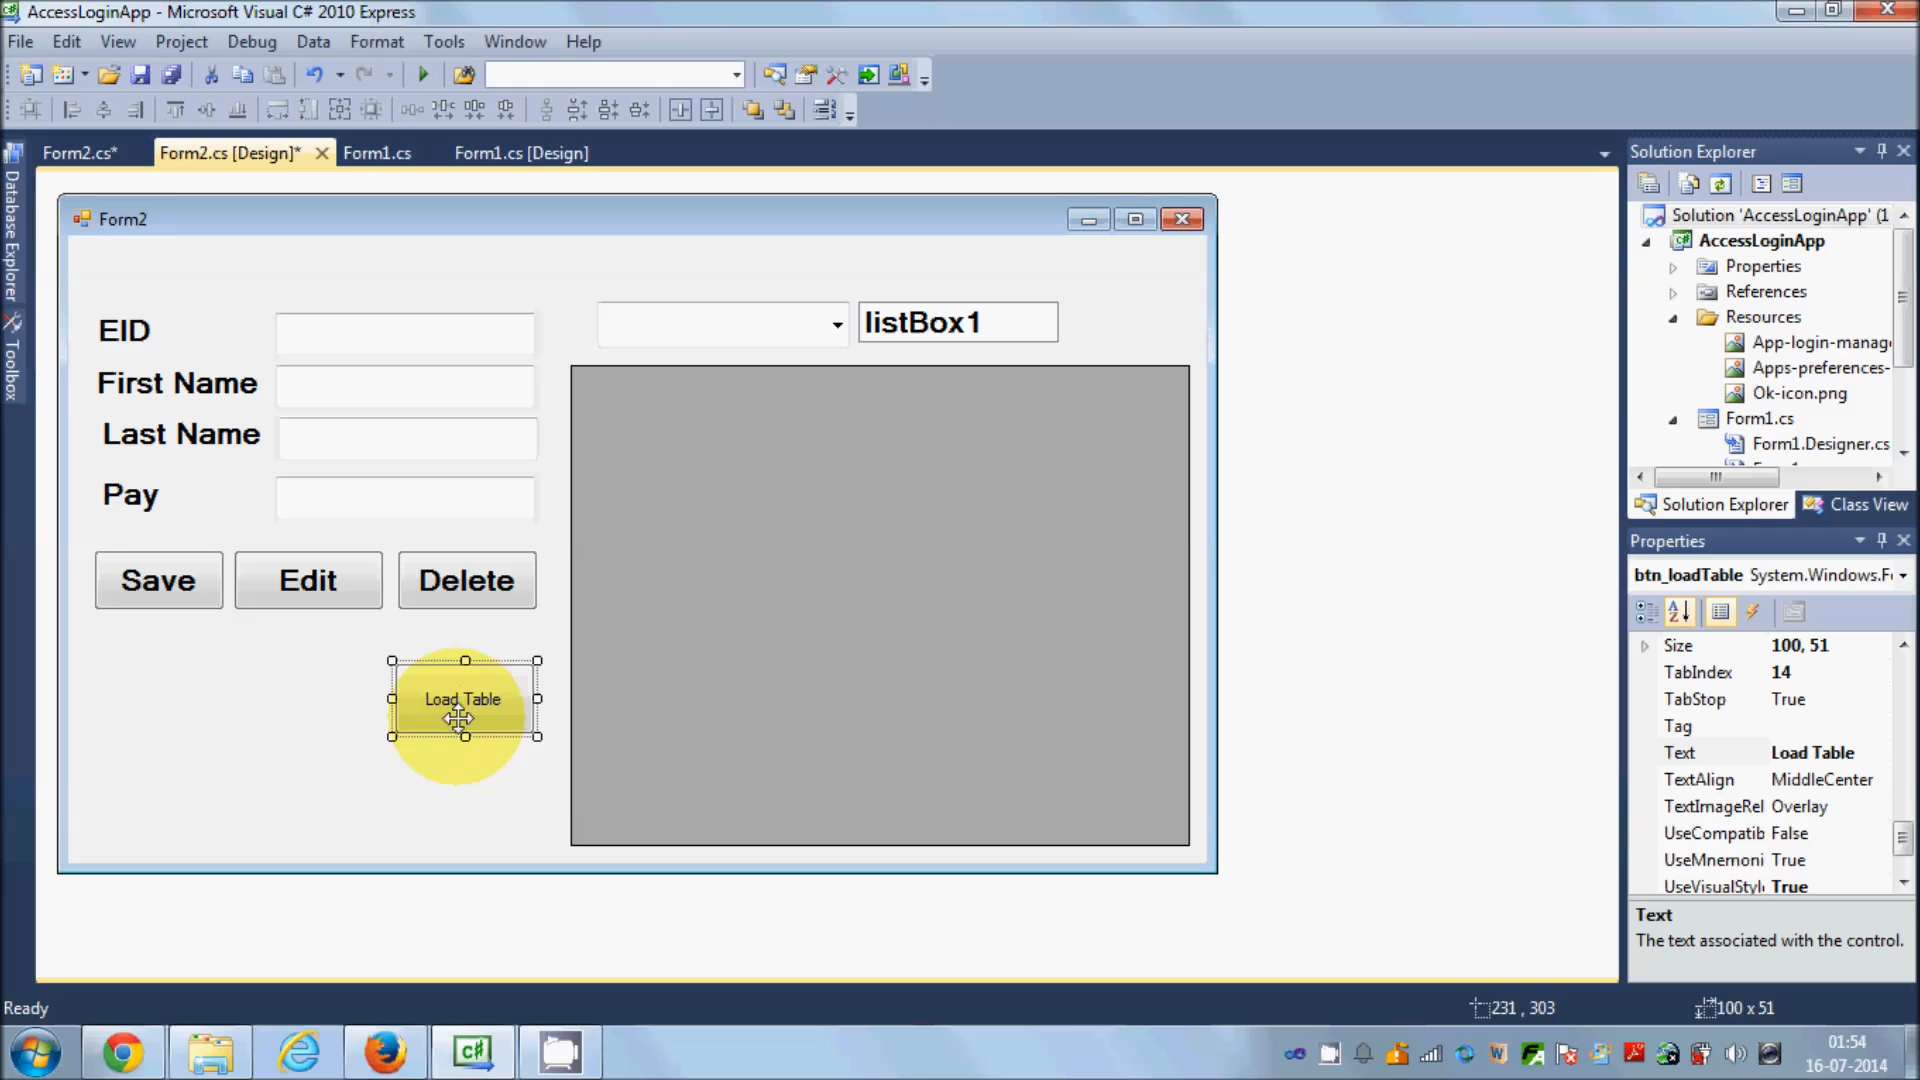 AccessLoginApp - Microsoft Visual C# 2010 Express
File Edit View Project Debug Data Format Tools Window Help
Form2.cs* Form2.cs [Design]* Form1.cs Form1.cs [Design]
Database Explorer
Toolbox
Form2
EID
listBox1
First Name
Last Name
Pay
Save Edit Delete
Load Table
Solution Explorer
Solution 'AccessLoginApp' (1
AccessLoginApp
Properties
References
Resources
App-login-manag
Apps-preferences-
Ok-icon.png
Form1.cs
Form1.Designer.cs
Solution Explorer Class View
Properties
btn_loadTable System.Windows.F
Size 100, 51
TabIndex 14
TabStop True
Tag
Text Load Table
TextAlign MiddleCenter
TextImageRel Overlay
UseCompatib False
UseMnemoni True
UseVisualStyl True
Text
The text associated with the control.
Ready 231 , 303 100 x 51
01:54
16-07-2014